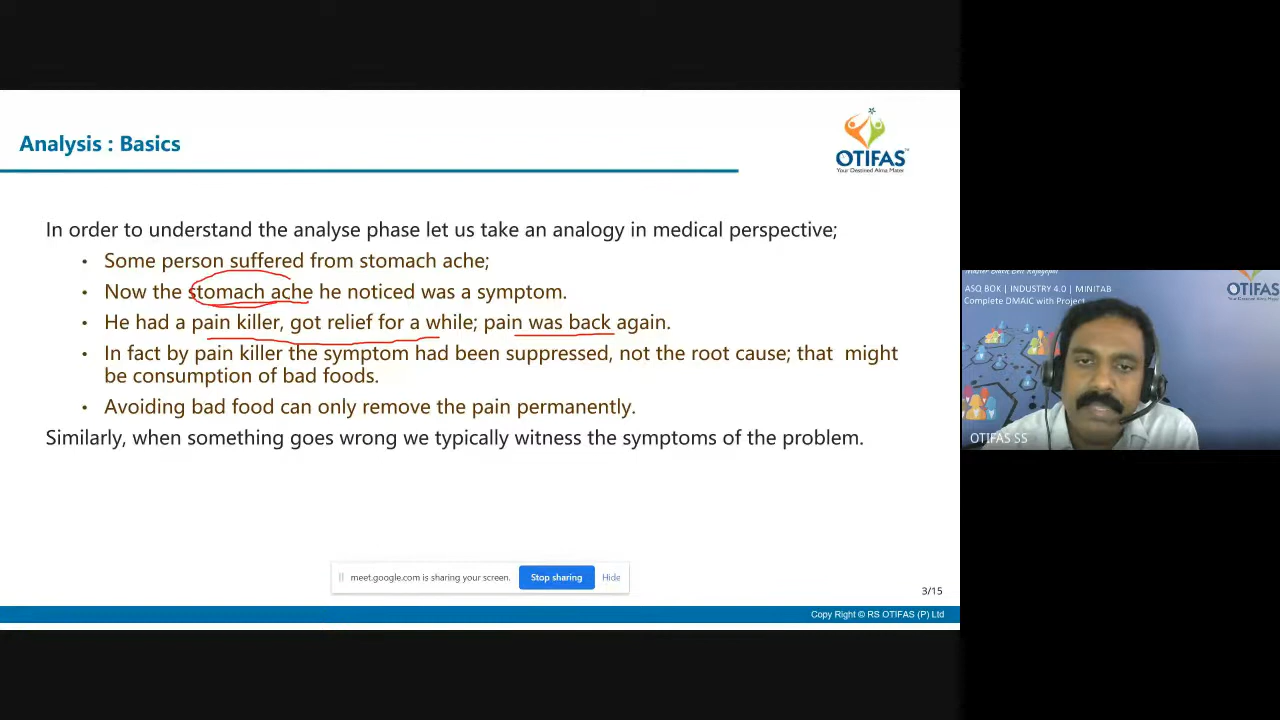 Analysis : Basics
OTIFAS™
Your Destined Alma Mater
In order to understand the analyse phase let us take an analogy in medical perspective;
• Some person suffered from stomach ache;
• Now the stomach ache he noticed was a symptom.
• He had a pain killer, got relief for a while; pain was back again.
• In fact by pain killer the symptom had been suppressed, not the root cause; that might
be consumption of bad foods.
• Avoiding bad food can only remove the pain permanently.
Similarly, when something goes wrong we typically witness the symptoms of the problem.
meet.google.com is sharing your screen.
Stop sharing
Hide
3/15
Copy Right © RS OTIFAS (P) Ltd
ASQ BOK | INDUSTRY 4.0 | MINITAB
Complete DMAIC with Project
OTIFAS
OTIFAS SS